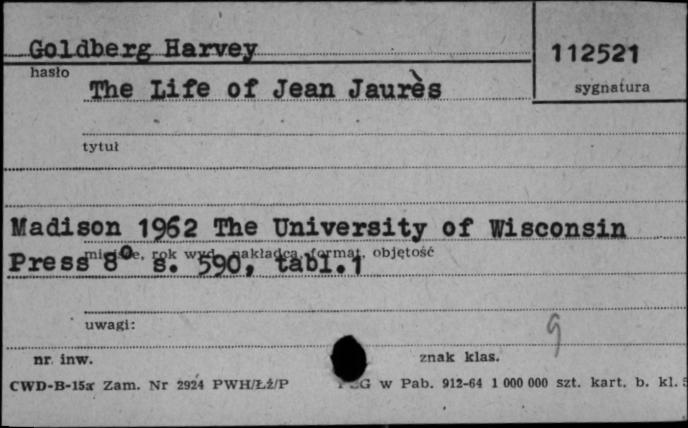 Goldberg Harvey
112521
hasło
sygnatura
The Life of Jean Jaurès
tytuł
Madison 1962 The University of Wisconsin
miejsce, rok wyd., nakładca, format, objętość
Press 8° s. 590, tabl.1
uwagi:
9
nr. inw.
znak klas.
CWD-B-15a Zam. Nr 2924 PWH/Łź/P
G w Pab. 912-64 1 000 000 szt. kart. b. kl. 5